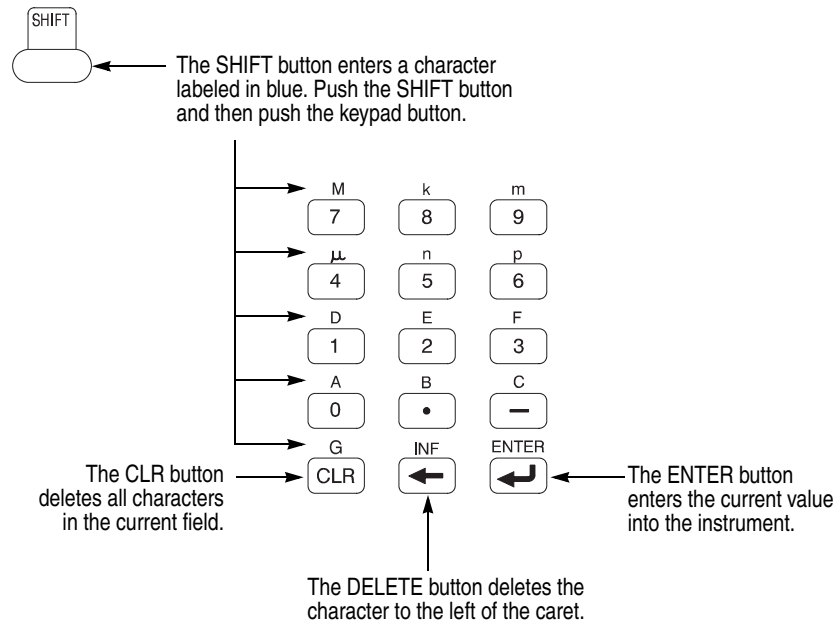 SHIFT
The SHIFT button enters a character
labeled in blue. Push the SHIFT button
and then push the keypad button.
M k m
7 8 9
μ n p
4 5 6
D E F
1 2 3
A B C
0 • –
G INF ENTER
CLR
The CLR button
deletes all characters
in the current field.
The ENTER button
enters the current value
into the instrument.
The DELETE button deletes the
character to the left of the caret.